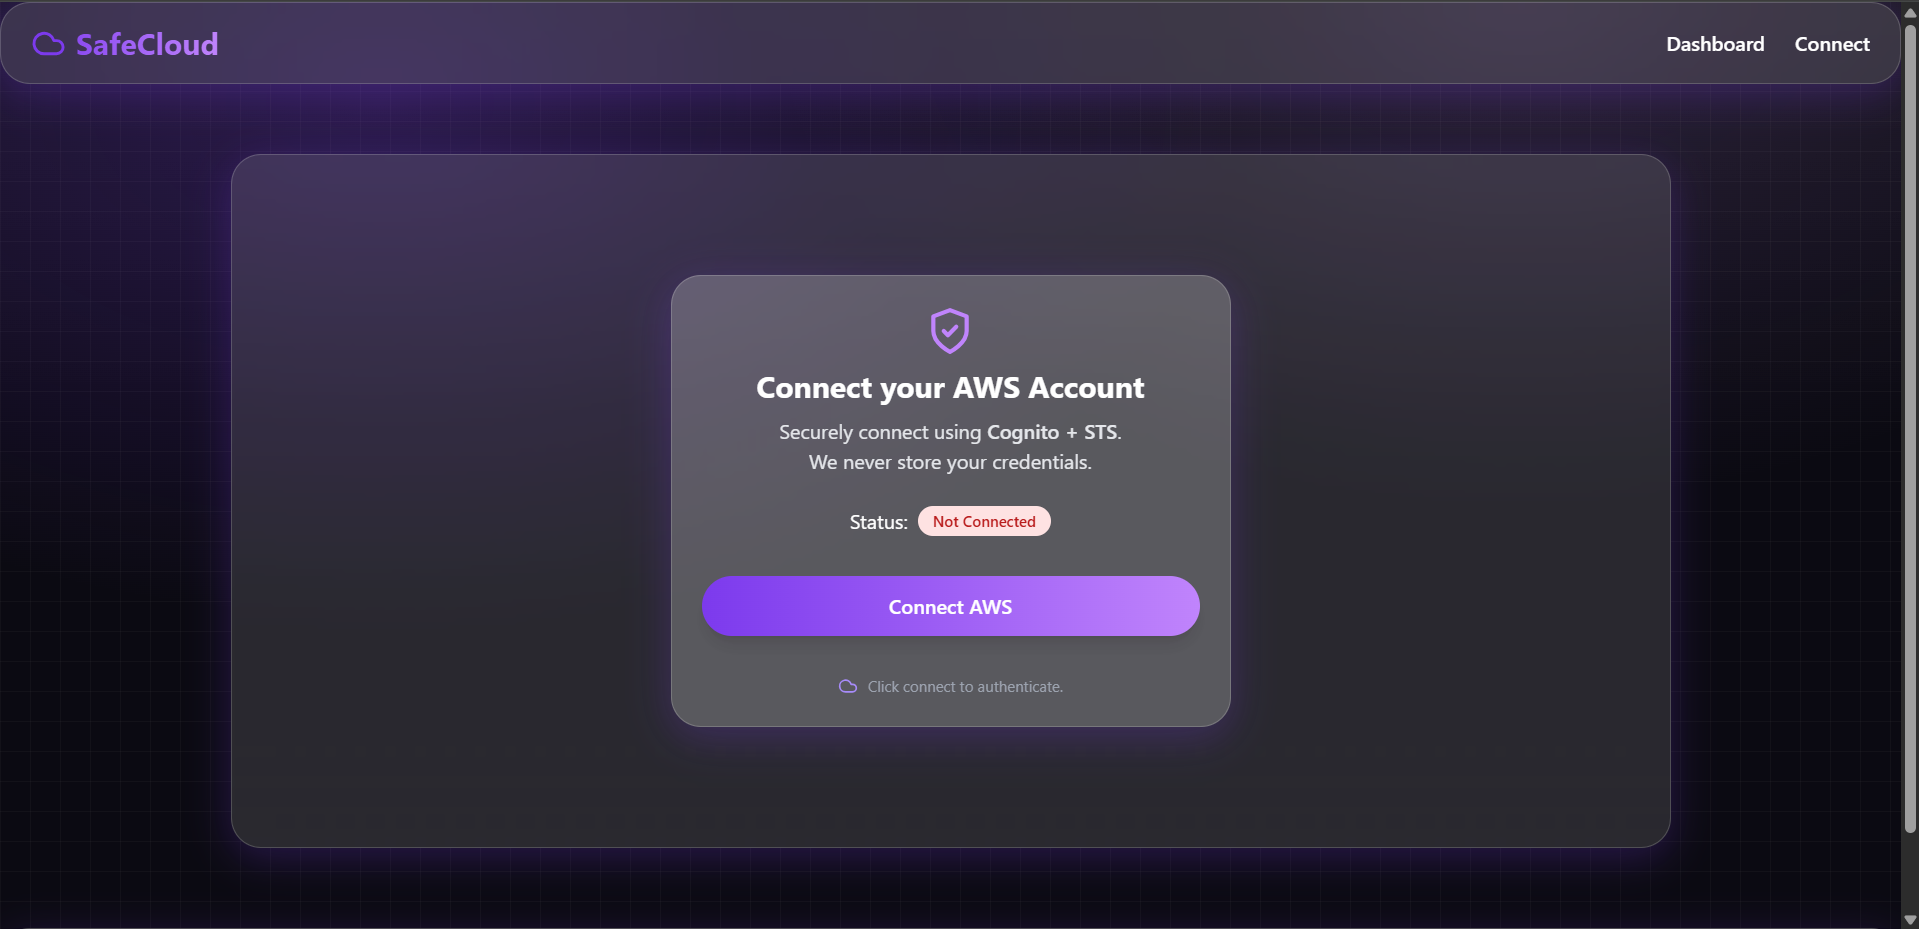 SafeCloud
Dashboard
Connect
Connect your AWS Account
Securely connect using Cognito + STS.
We never store your credentials.
Status: Not Connected
Connect AWS
Click connect to authenticate.